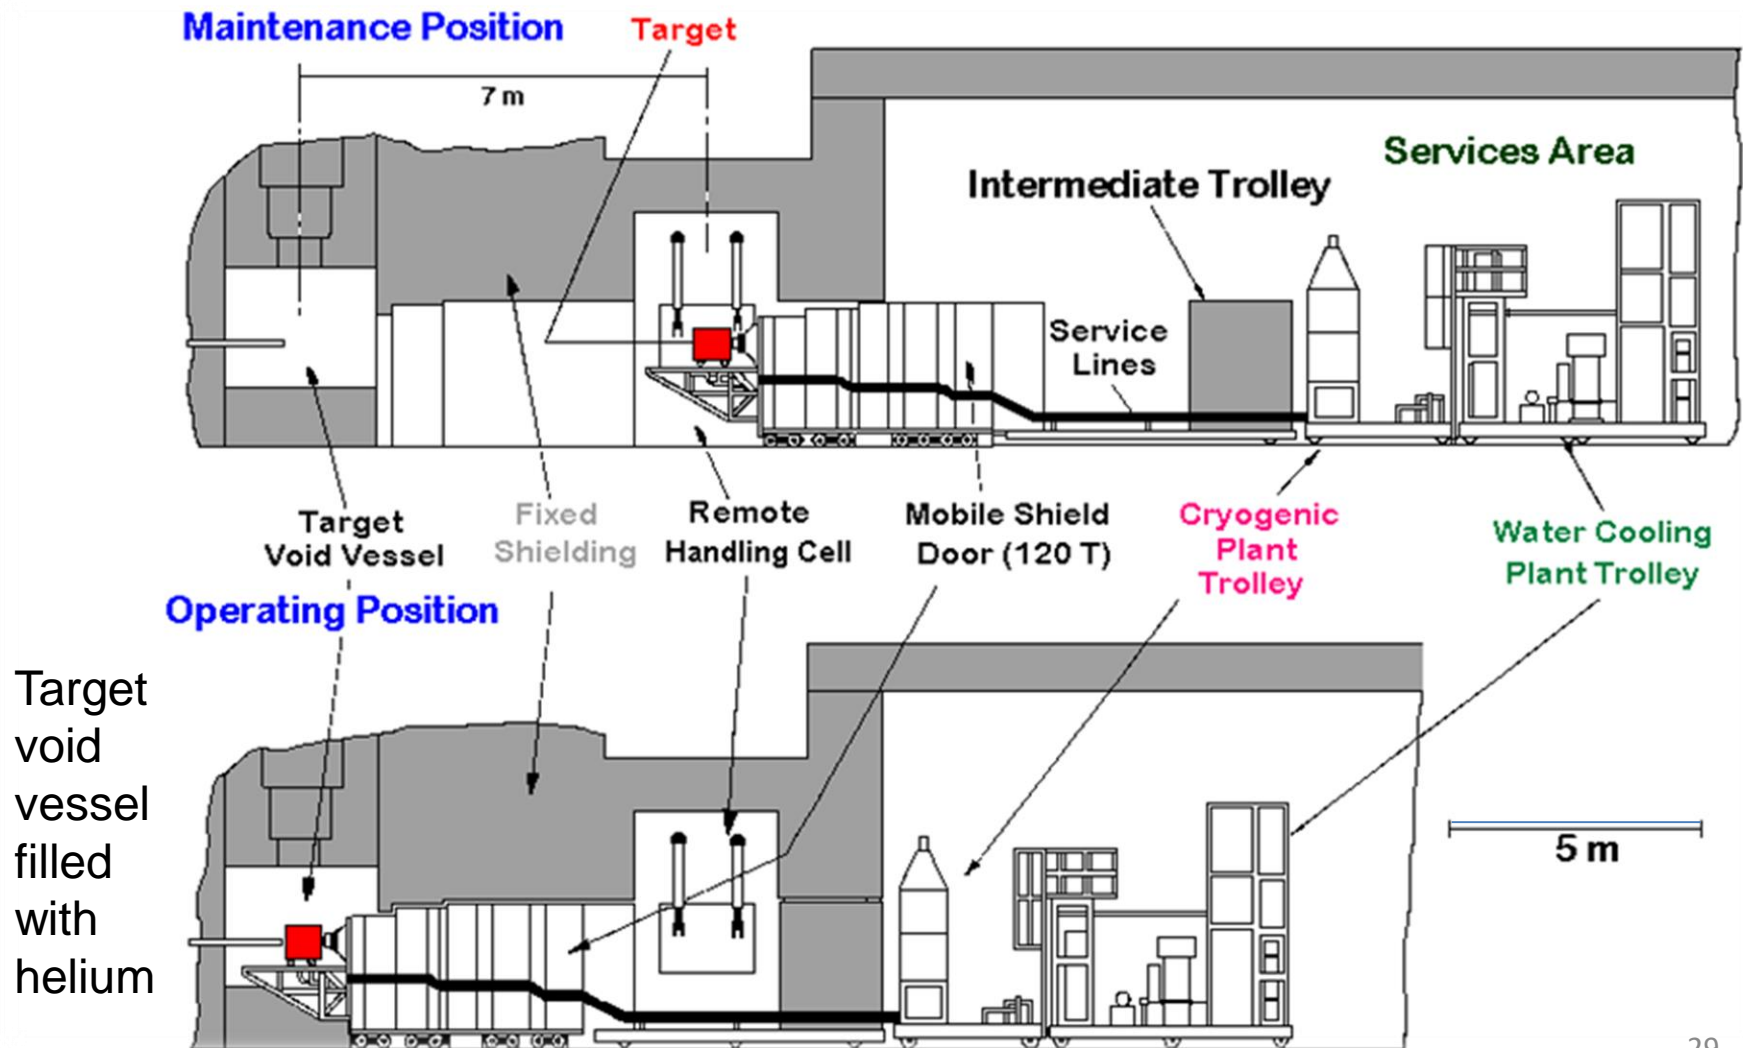 Maintenance Position
Target
7 m
Services Area
Intermediate Trolley
Service
Lines
Target
Void Vessel
Fixed
Shielding
Remote
Handling Cell
Mobile Shield
Door (120 T)
Cryogenic
Plant
Trolley
Water Cooling
Plant Trolley
Operating Position
Target
void
vessel
filled
with
helium
5 m
29